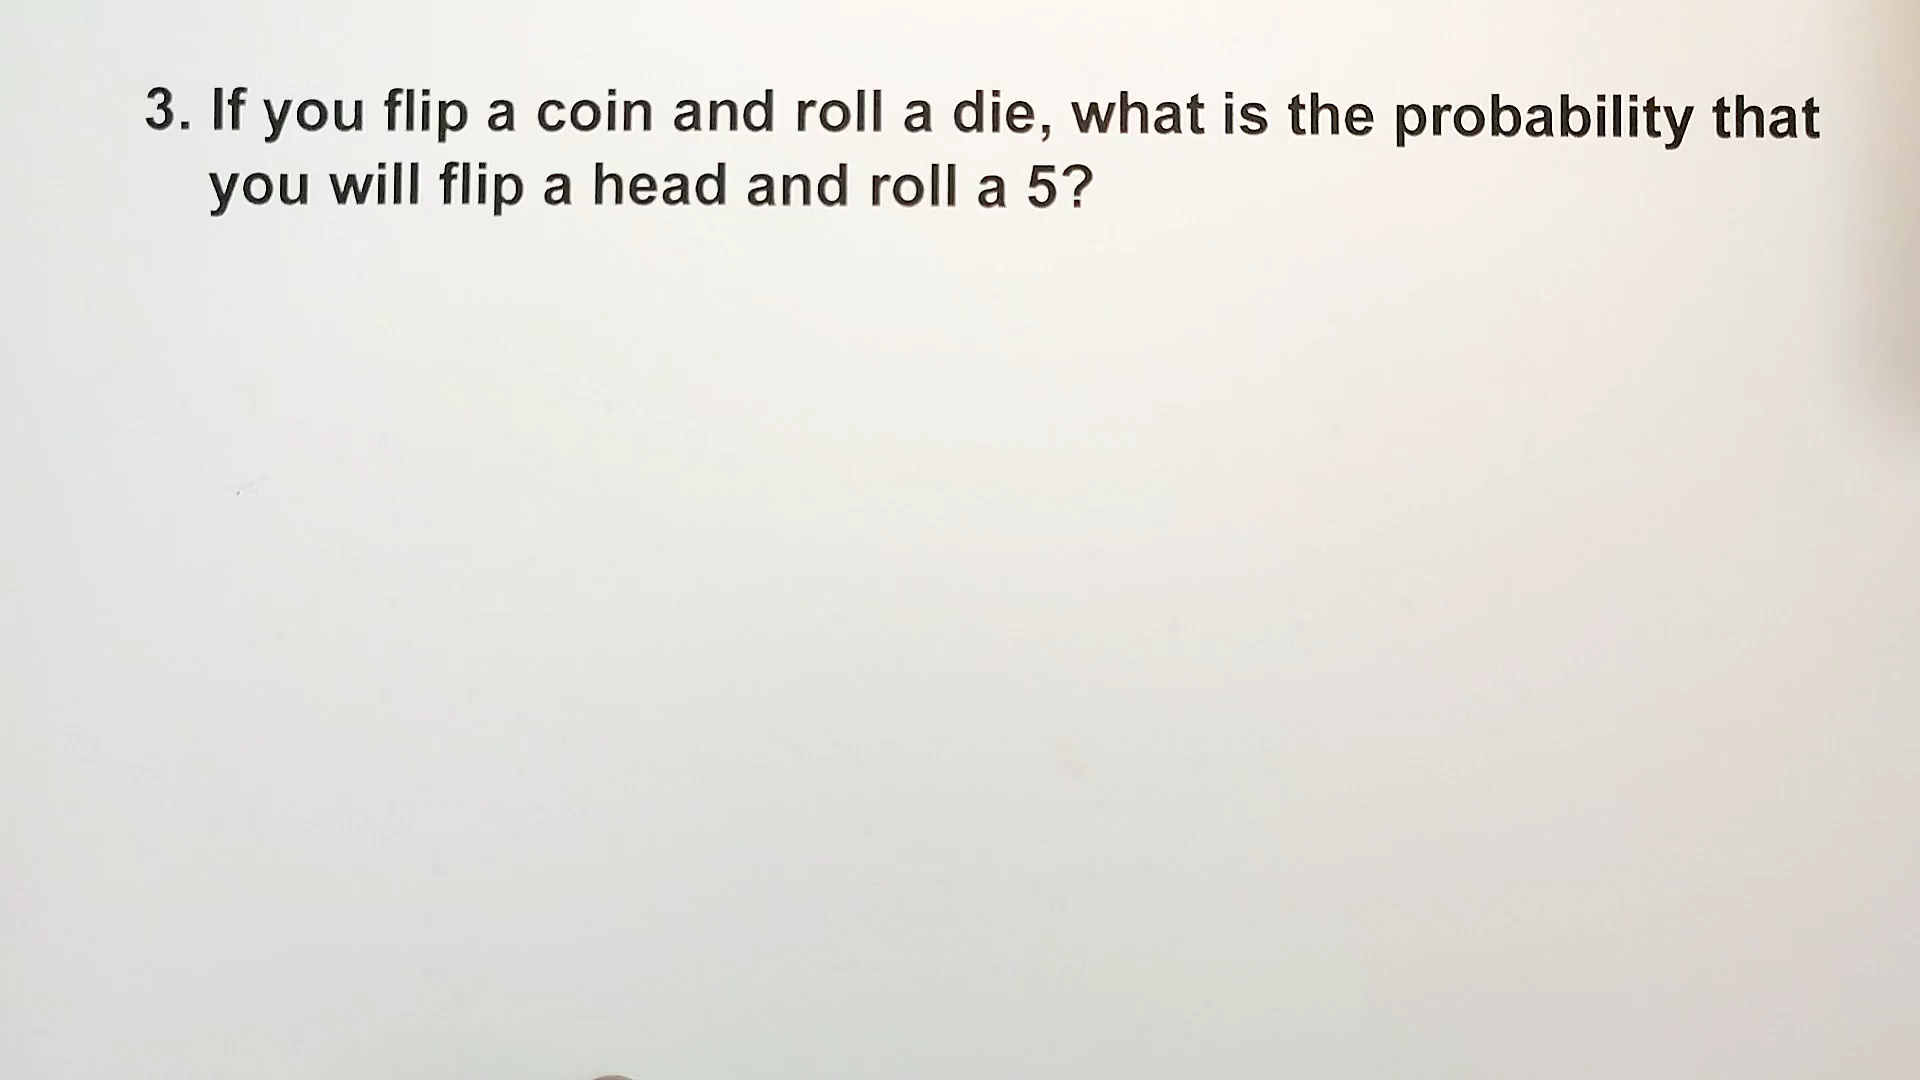 3. If you flip a coin and roll a die, what is the probability that
you will flip a head and roll a 5?